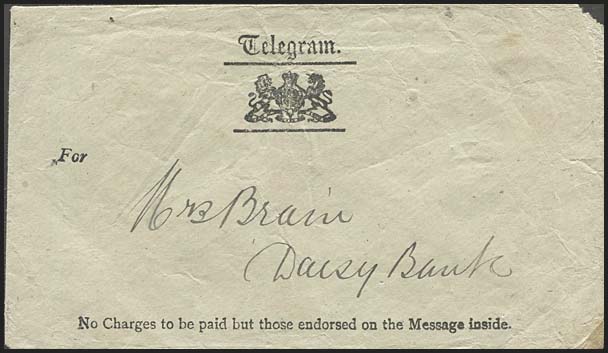 Telegram.
For
Mrs Brain
Daisy Bank
No Charges to be paid but those endorsed on the Message inside.